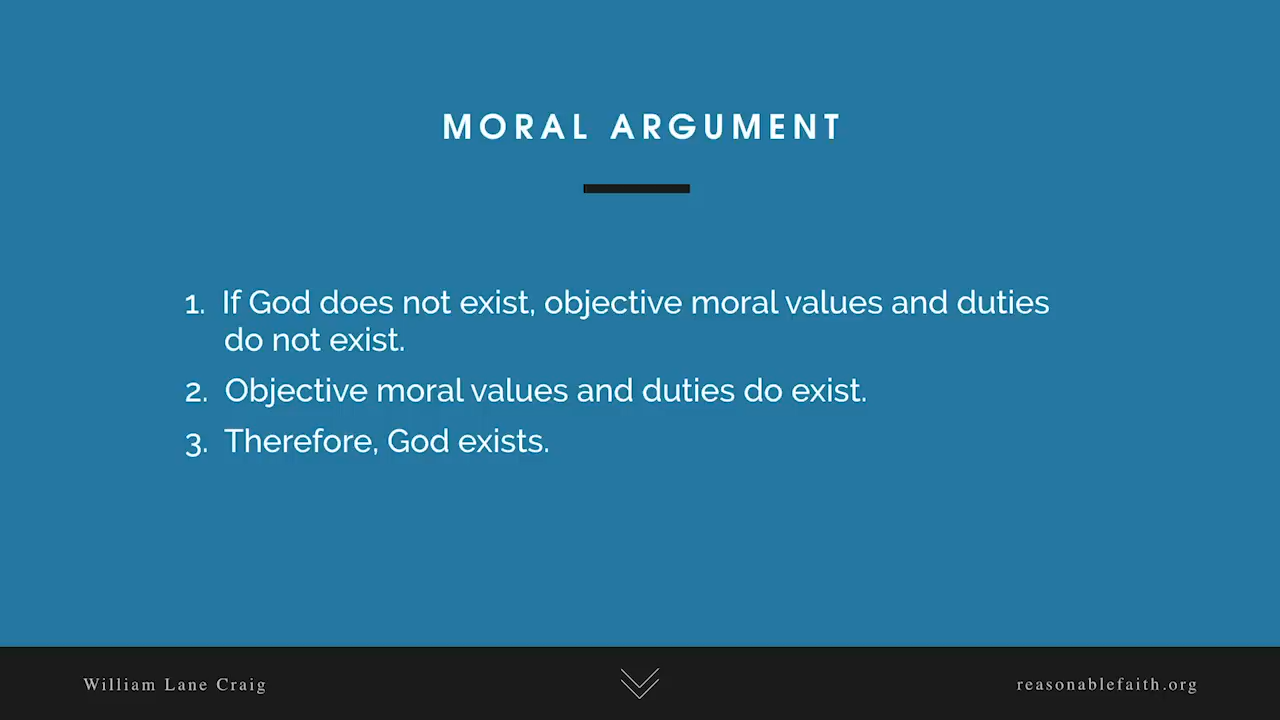 MORAL ARGUMENT
1. If God does not exist, objective moral values and duties
do not exist.
2. Objective moral values and duties do exist.
3. Therefore, God exists.
William Lane Craig
reasonablefaith.org